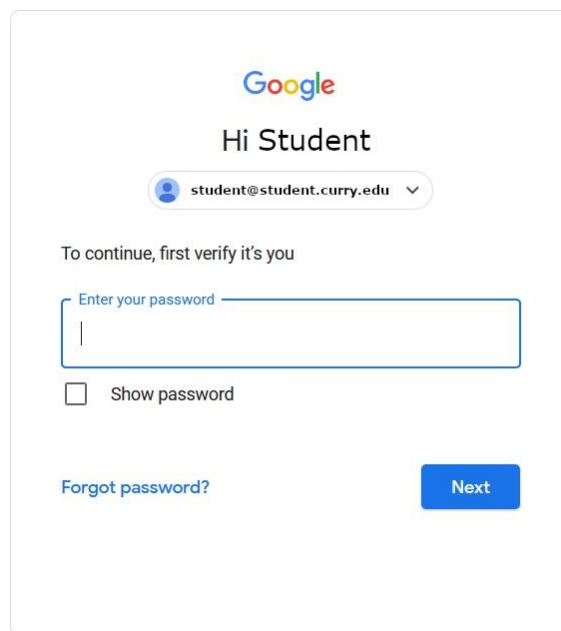 Google
Hi Student
student@student.curry.edu
To continue, first verify it's you
Enter your password
Show password
Forgot password?
Next